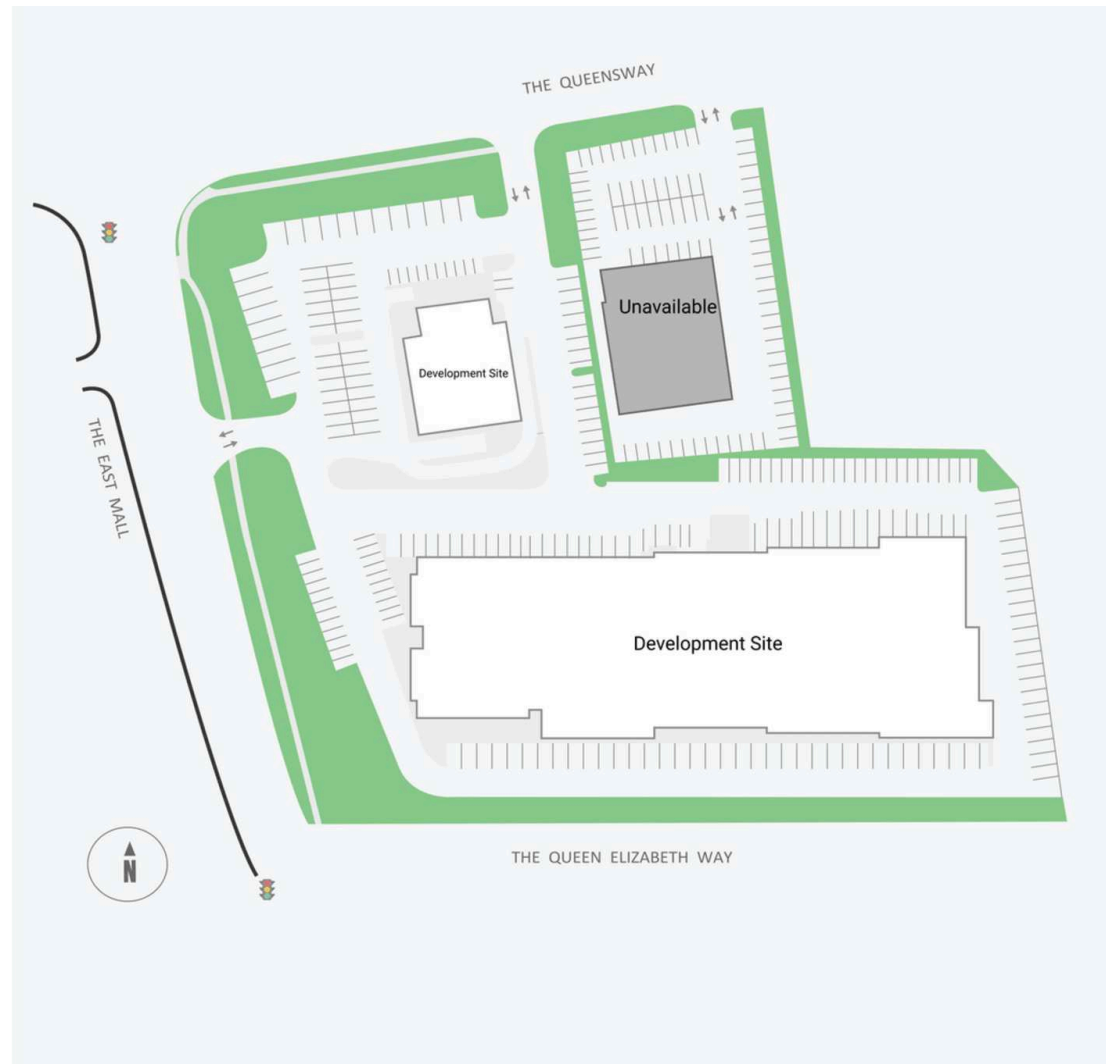 THE QUEENSWAY
Unavailable
Development Site
THE EAST MALL
Development Site
THE QUEEN ELIZABETH WAY
N